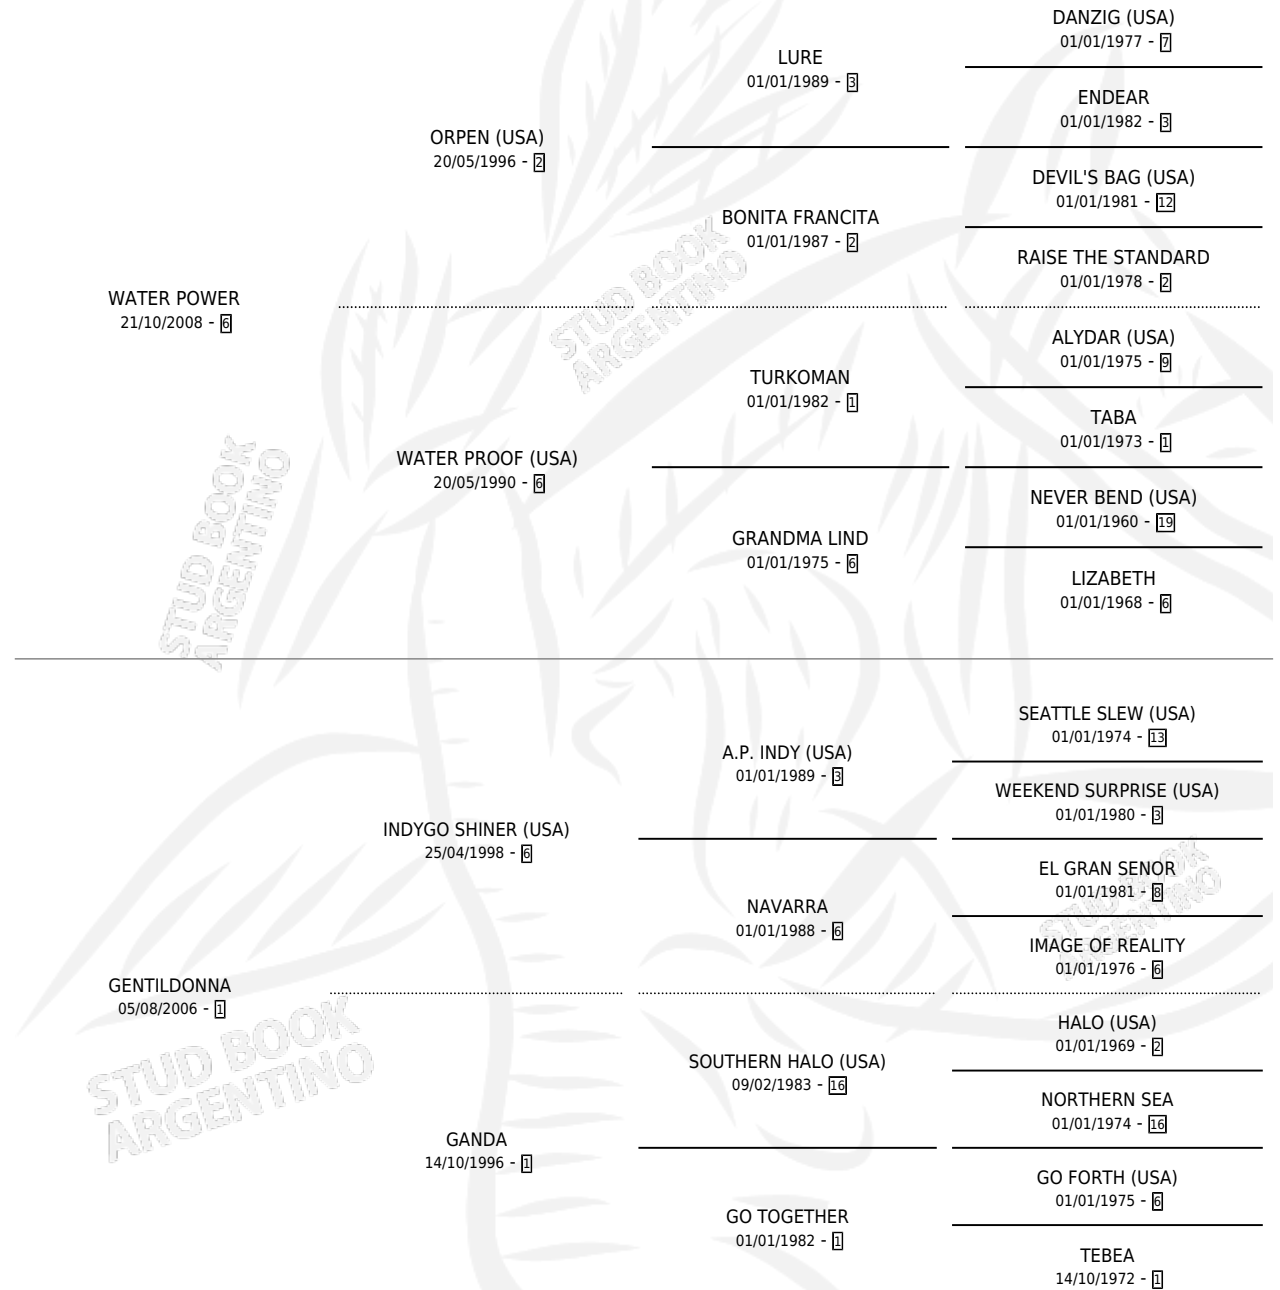 DANZIG (USA)
01/01/1977 - 7
LURE
01/01/1989 - 3
ENDEAR
01/01/1982 - 3
ORPEN (USA)
20/05/1996 - 2
DEVIL'S BAG (USA)
01/01/1981 - 12
BONITA FRANCITA
01/01/1987 - 2
RAISE THE STANDARD
01/01/1978 - 2
WATER POWER
21/10/2008 - 6
ALYDAR (USA)
01/01/1975 - 9
TURKOMAN
01/01/1982 - 1
TABA
01/01/1973 - 1
WATER PROOF (USA)
20/05/1990 - 6
NEVER BEND (USA)
01/01/1960 - 19
GRANDMA LIND
01/01/1975 - 6
LIZABETH
01/01/1968 - 6
SEATTLE SLEW (USA)
01/01/1974 - 13
A.P. INDY (USA)
01/01/1989 - 3
WEEKEND SURPRISE (USA)
01/01/1980 - 3
INDYGO SHINER (USA)
25/04/1998 - 6
EL GRAN SENOR
01/01/1981 - 8
NAVARRA
01/01/1988 - 6
IMAGE OF REALITY
01/01/1976 - 6
GENTILDONNA
05/08/2006 - 1
HALO (USA)
01/01/1969 - 2
SOUTHERN HALO (USA)
09/02/1983 - 16
NORTHERN SEA
01/01/1974 - 16
GANDA
14/10/1996 - 1
GO FORTH (USA)
01/01/1975 - 6
GO TOGETHER
01/01/1982 - 1
TEBEA
14/10/1972 - 1
STUD BOOK
ARGENTINO
STUD BOOK
ARGENTINO
STUD BOOK
ARGENTINO
STUD BOOK
ARGENTINO